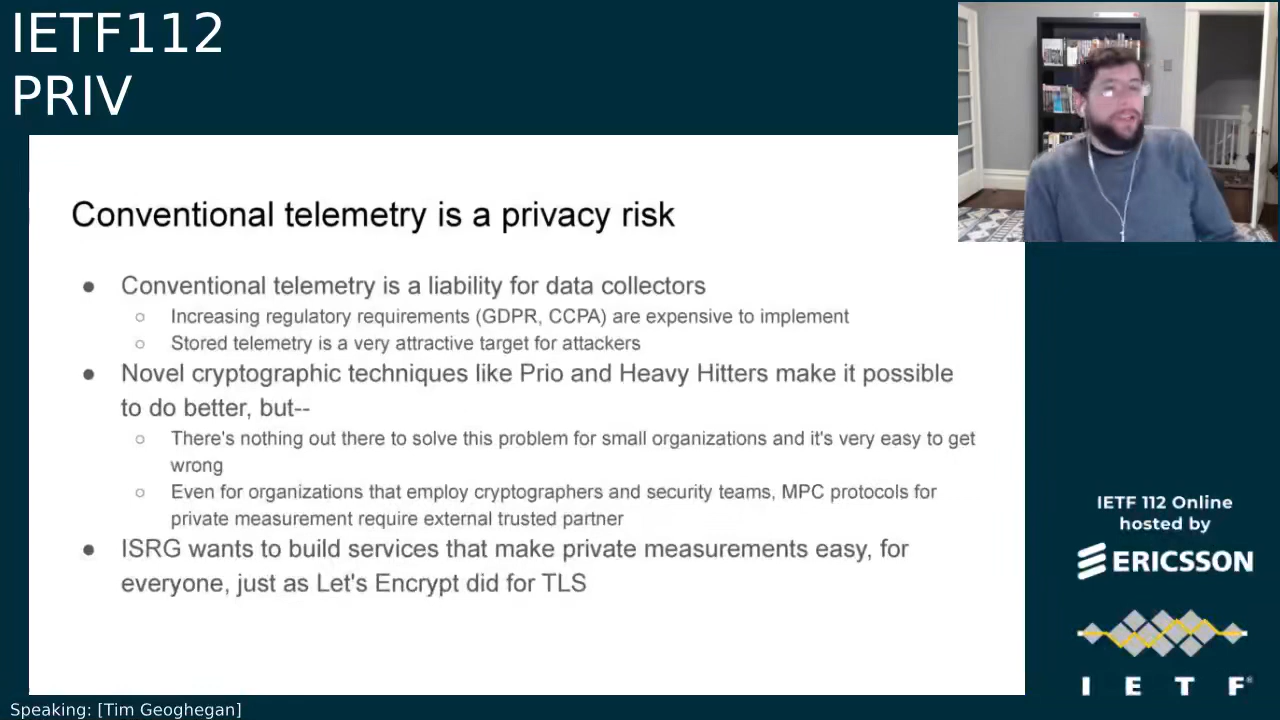 IETF112
PRIV
Conventional telemetry is a privacy risk
● Conventional telemetry is a liability for data collectors
○ Increasing regulatory requirements (GDPR, CCPA) are expensive to implement
○ Stored telemetry is a very attractive target for attackers
● Novel cryptographic techniques like Prio and Heavy Hitters make it possible
to do better, but--
○ There's nothing out there to solve this problem for small organizations and it's very easy to get
wrong
○ Even for organizations that employ cryptographers and security teams, MPC protocols for
private measurement require external trusted partner
● ISRG wants to build services that make private measurements easy, for
everyone, just as Let's Encrypt did for TLS
IETF 112 Online
hosted by
ERICSSON
IETF®
Speaking: [Tim Geoghegan]